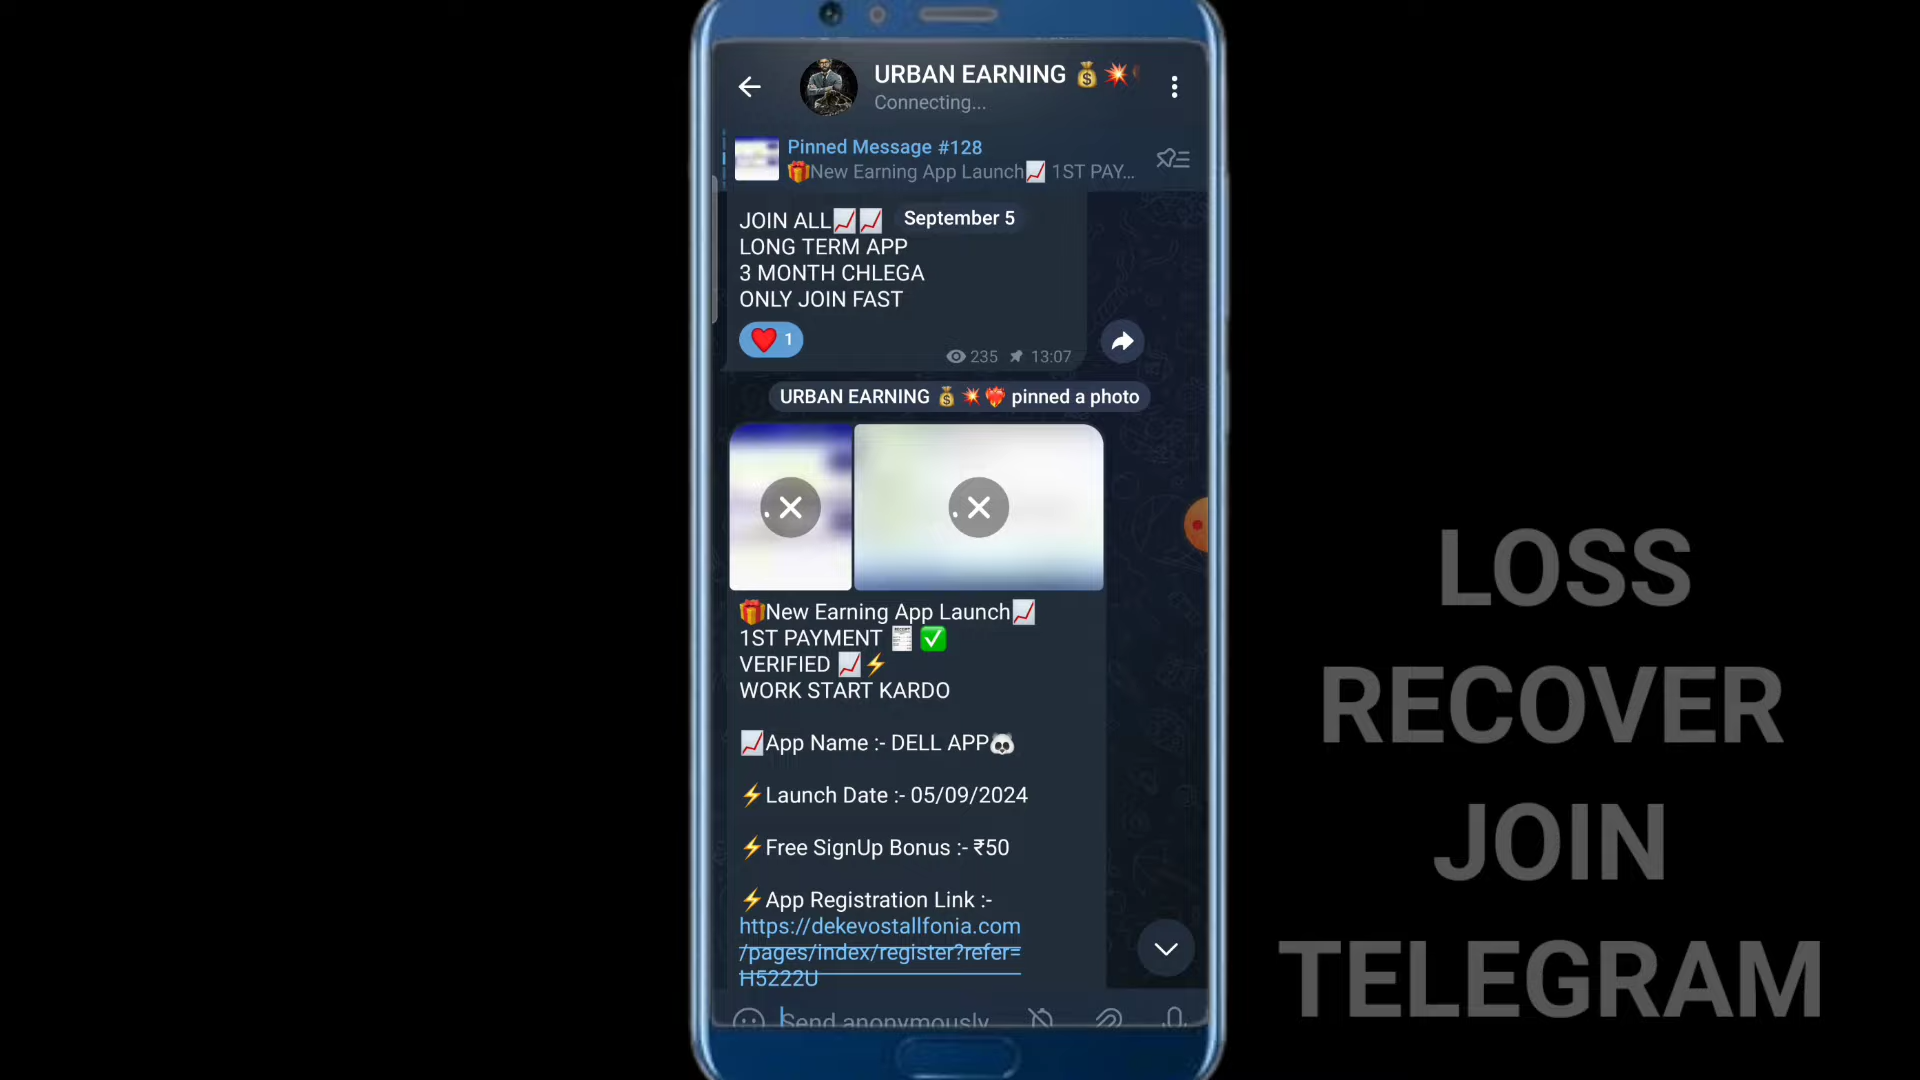 URBAN EARNING 💰💥
Connecting...
Pinned Message #128
🎁New Earning App Launch📈 1ST PAY...
September 5
JOIN ALL📈📈
LONG TERM APP
3 MONTH CHLEGA
ONLY JOIN FAST
❤️ 1
235 13:07
URBAN EARNING 💰💥❤️‍🔥 pinned a photo
🎁New Earning App Launch📈
1ST PAYMENT 🧾✅
VERIFIED 📈⚡
WORK START KARDO
📈App Name :- DELL APP🐼
⚡Launch Date :- 05/09/2024
⚡Free SignUp Bonus :- ₹50
⚡App Registration Link :-
https://dekevostallfonia.com
/pages/index/register?refer=
H5222U
Send anonymously
LOSS
RECOVER
JOIN
TELEGRAM